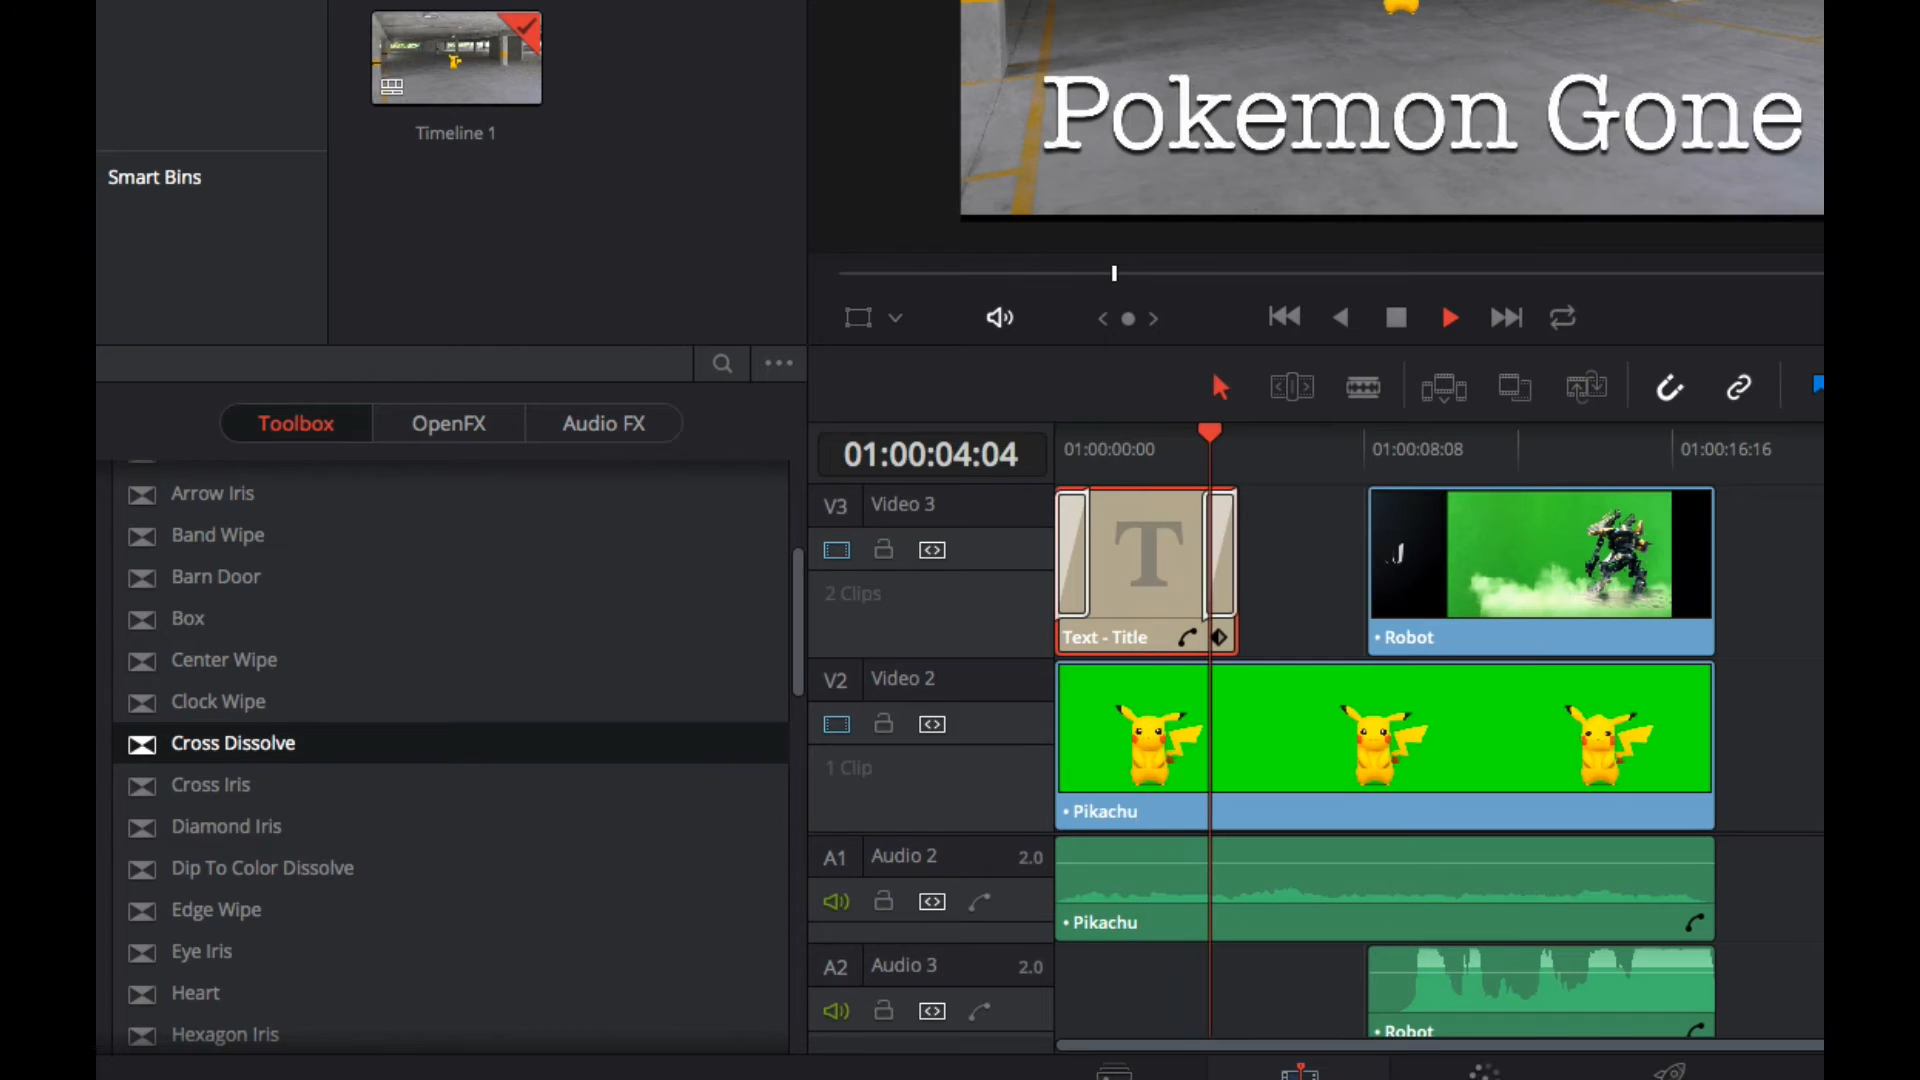 Timeline 1
Smart Bins
Pokemon Gone
Toolbox
OpenFX
Audio FX
Arrow Iris
Band Wipe
Barn Door
Box
Center Wipe
Clock Wipe
Cross Dissolve
Cross Iris
Diamond Iris
Dip To Color Dissolve
Edge Wipe
Eye Iris
Heart
Hexagon Iris
01:00:04:04
01:00:00:00
01:00:08:08
01:00:16:16
V3 Video 3
2 Clips
T
Text - Title
• Robot
V2 Video 2
1 Clip
• Pikachu
A1 Audio 2 2.0
• Pikachu
A2 Audio 3 2.0
• Robot